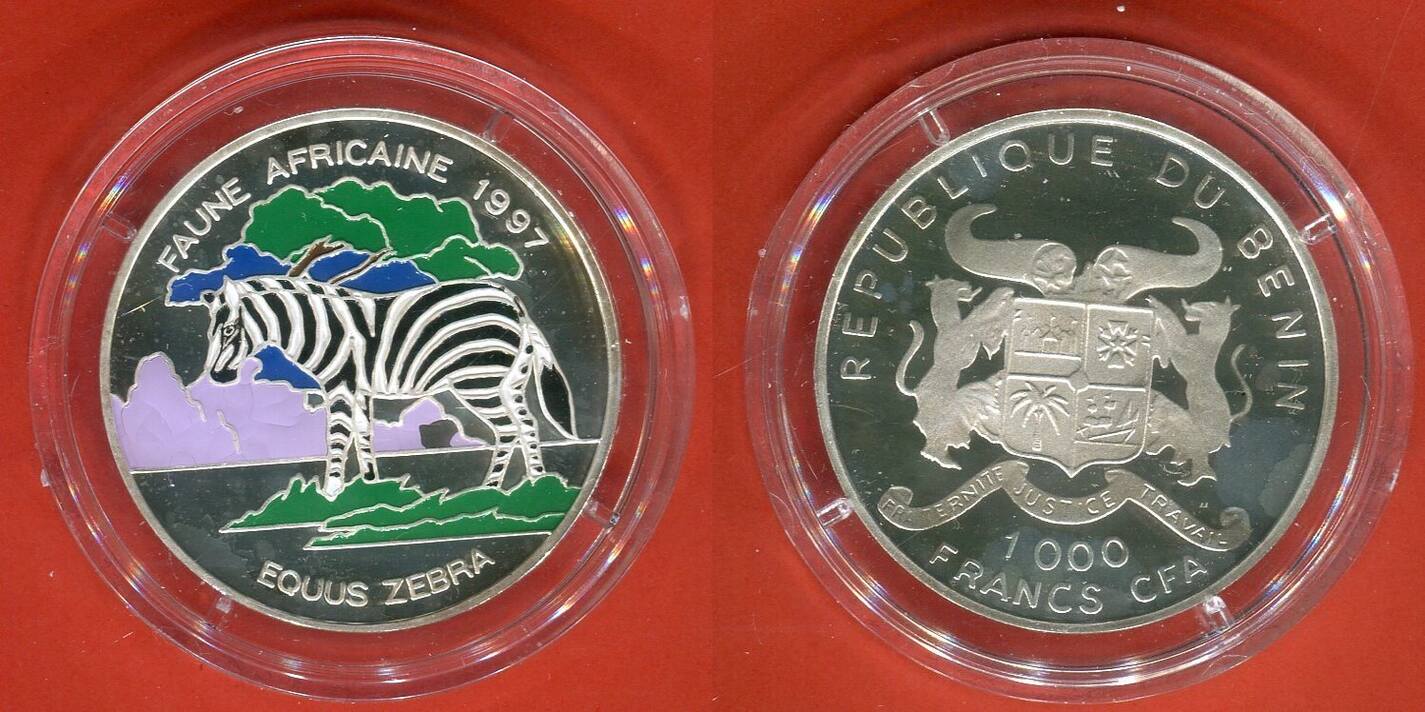 FAUNE AFRICAINE 1997
EQUUS ZEBRA
REPUBLIQUE DU BENIN
FRATERNITE JUSTICE TRAVAIL
1000
FRANCS CFA